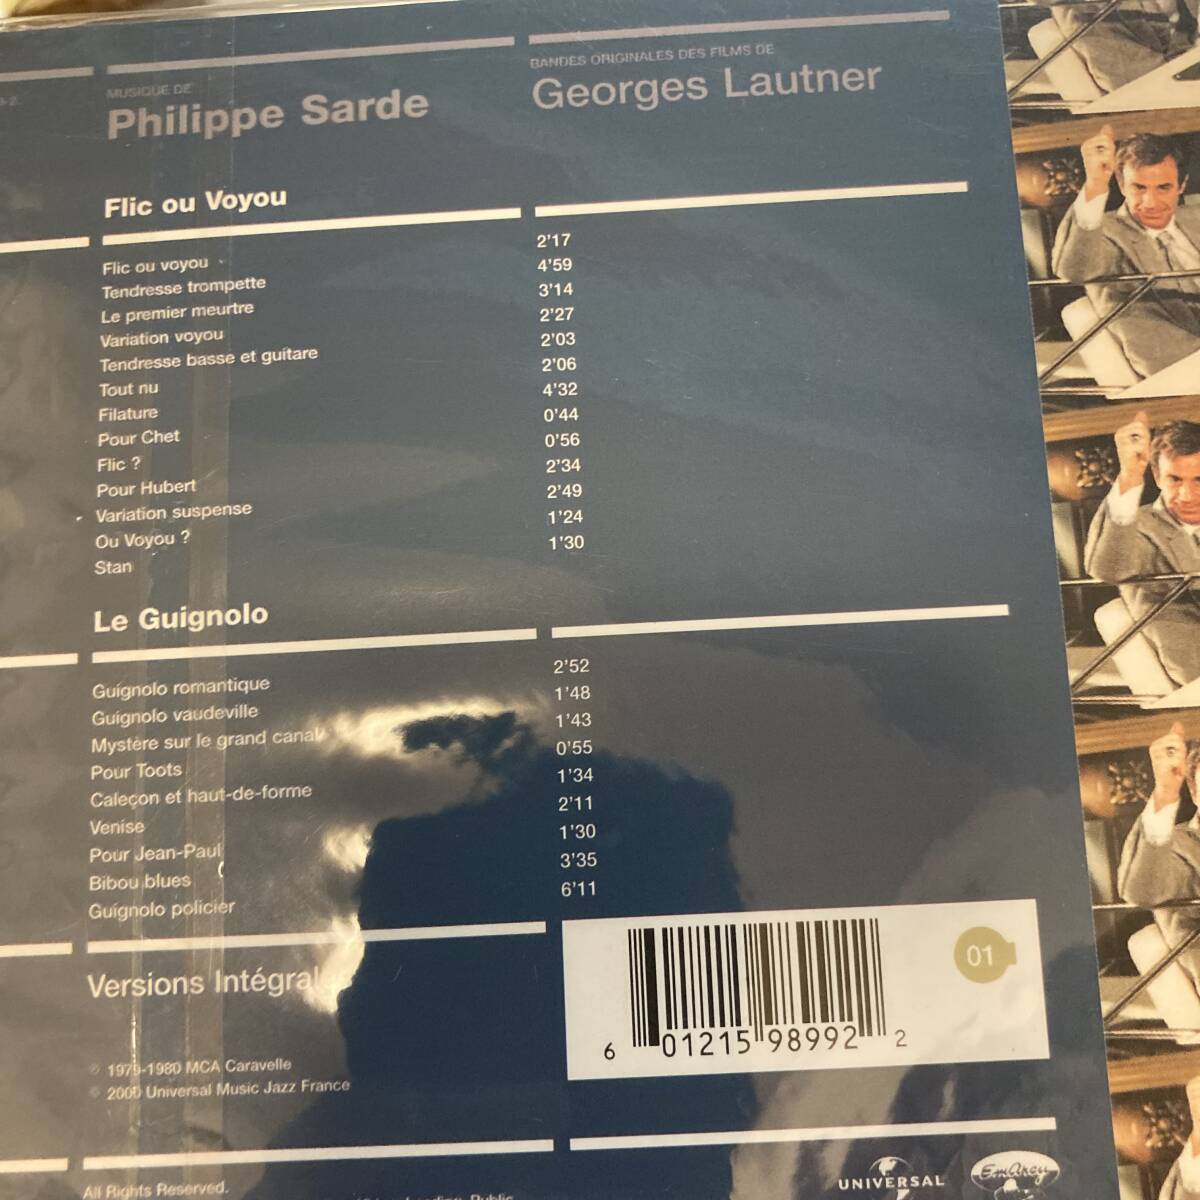 MUSIQUE DE
Philippe Sarde
BANDES ORIGINALES DES FILMS DE
Georges Lautner
Flic ou Voyou
Flic ou voyou 2'17
Tendresse trompette 4'59
Le premier meurtre 3'14
Variation voyou 2'27
Tendresse basse et guitare 2'03
Tout nu 2'06
Filature 4'32
Pour Chet 0'44
Flic ? 0'56
Pour Hubert 2'34
Variation suspense 2'49
Ou Voyou ? 1'24
Stan 1'30
Le Guignolo
Guignolo romantique 2'52
Guignolo vaudeville 1'48
Mystère sur le grand canal 1'43
Pour Toots 0'55
Caleçon et haut-de-forme 1'34
Venise 2'11
Pour Jean-Paul 1'30
Bibou blues 3'35
Guignolo policier 6'11
Versions Intégrales
01
6 01215 98992 2
℗ 1979-1980 MCA Caravelle
© 2000 Universal Music Jazz France
All Rights Reserved.
UNIVERSAL
EmArcy